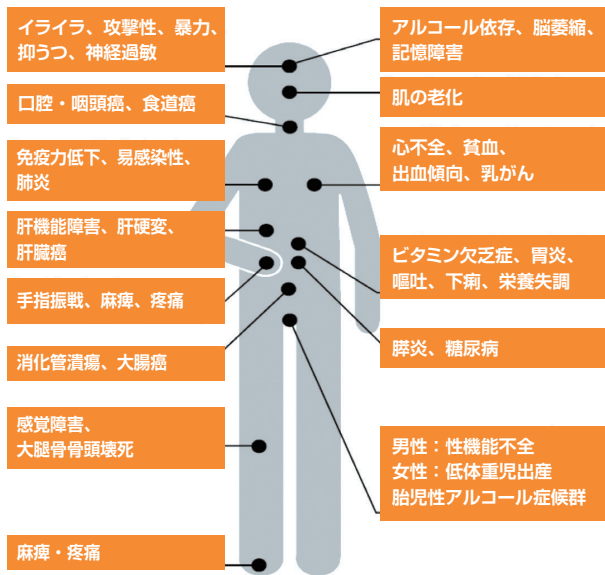 イライラ、攻撃性、暴力、
抑うつ、神経過敏
口腔・咽頭癌、食道癌
免疫力低下、易感染性、
肺炎
肝機能障害、肝硬変、
肝臓癌
手指振戦、麻痺、疼痛
消化管潰瘍、大腸癌
感覚障害、
大腿骨骨頭壊死
麻痺・疼痛
アルコール依存、脳萎縮、
記憶障害
肌の老化
心不全、貧血、
出血傾向、乳がん
ビタミン欠乏症、胃炎、
嘔吐、下痢、栄養失調
膵炎、糖尿病
男性：性機能不全
女性：低体重児出産
胎児性アルコール症候群